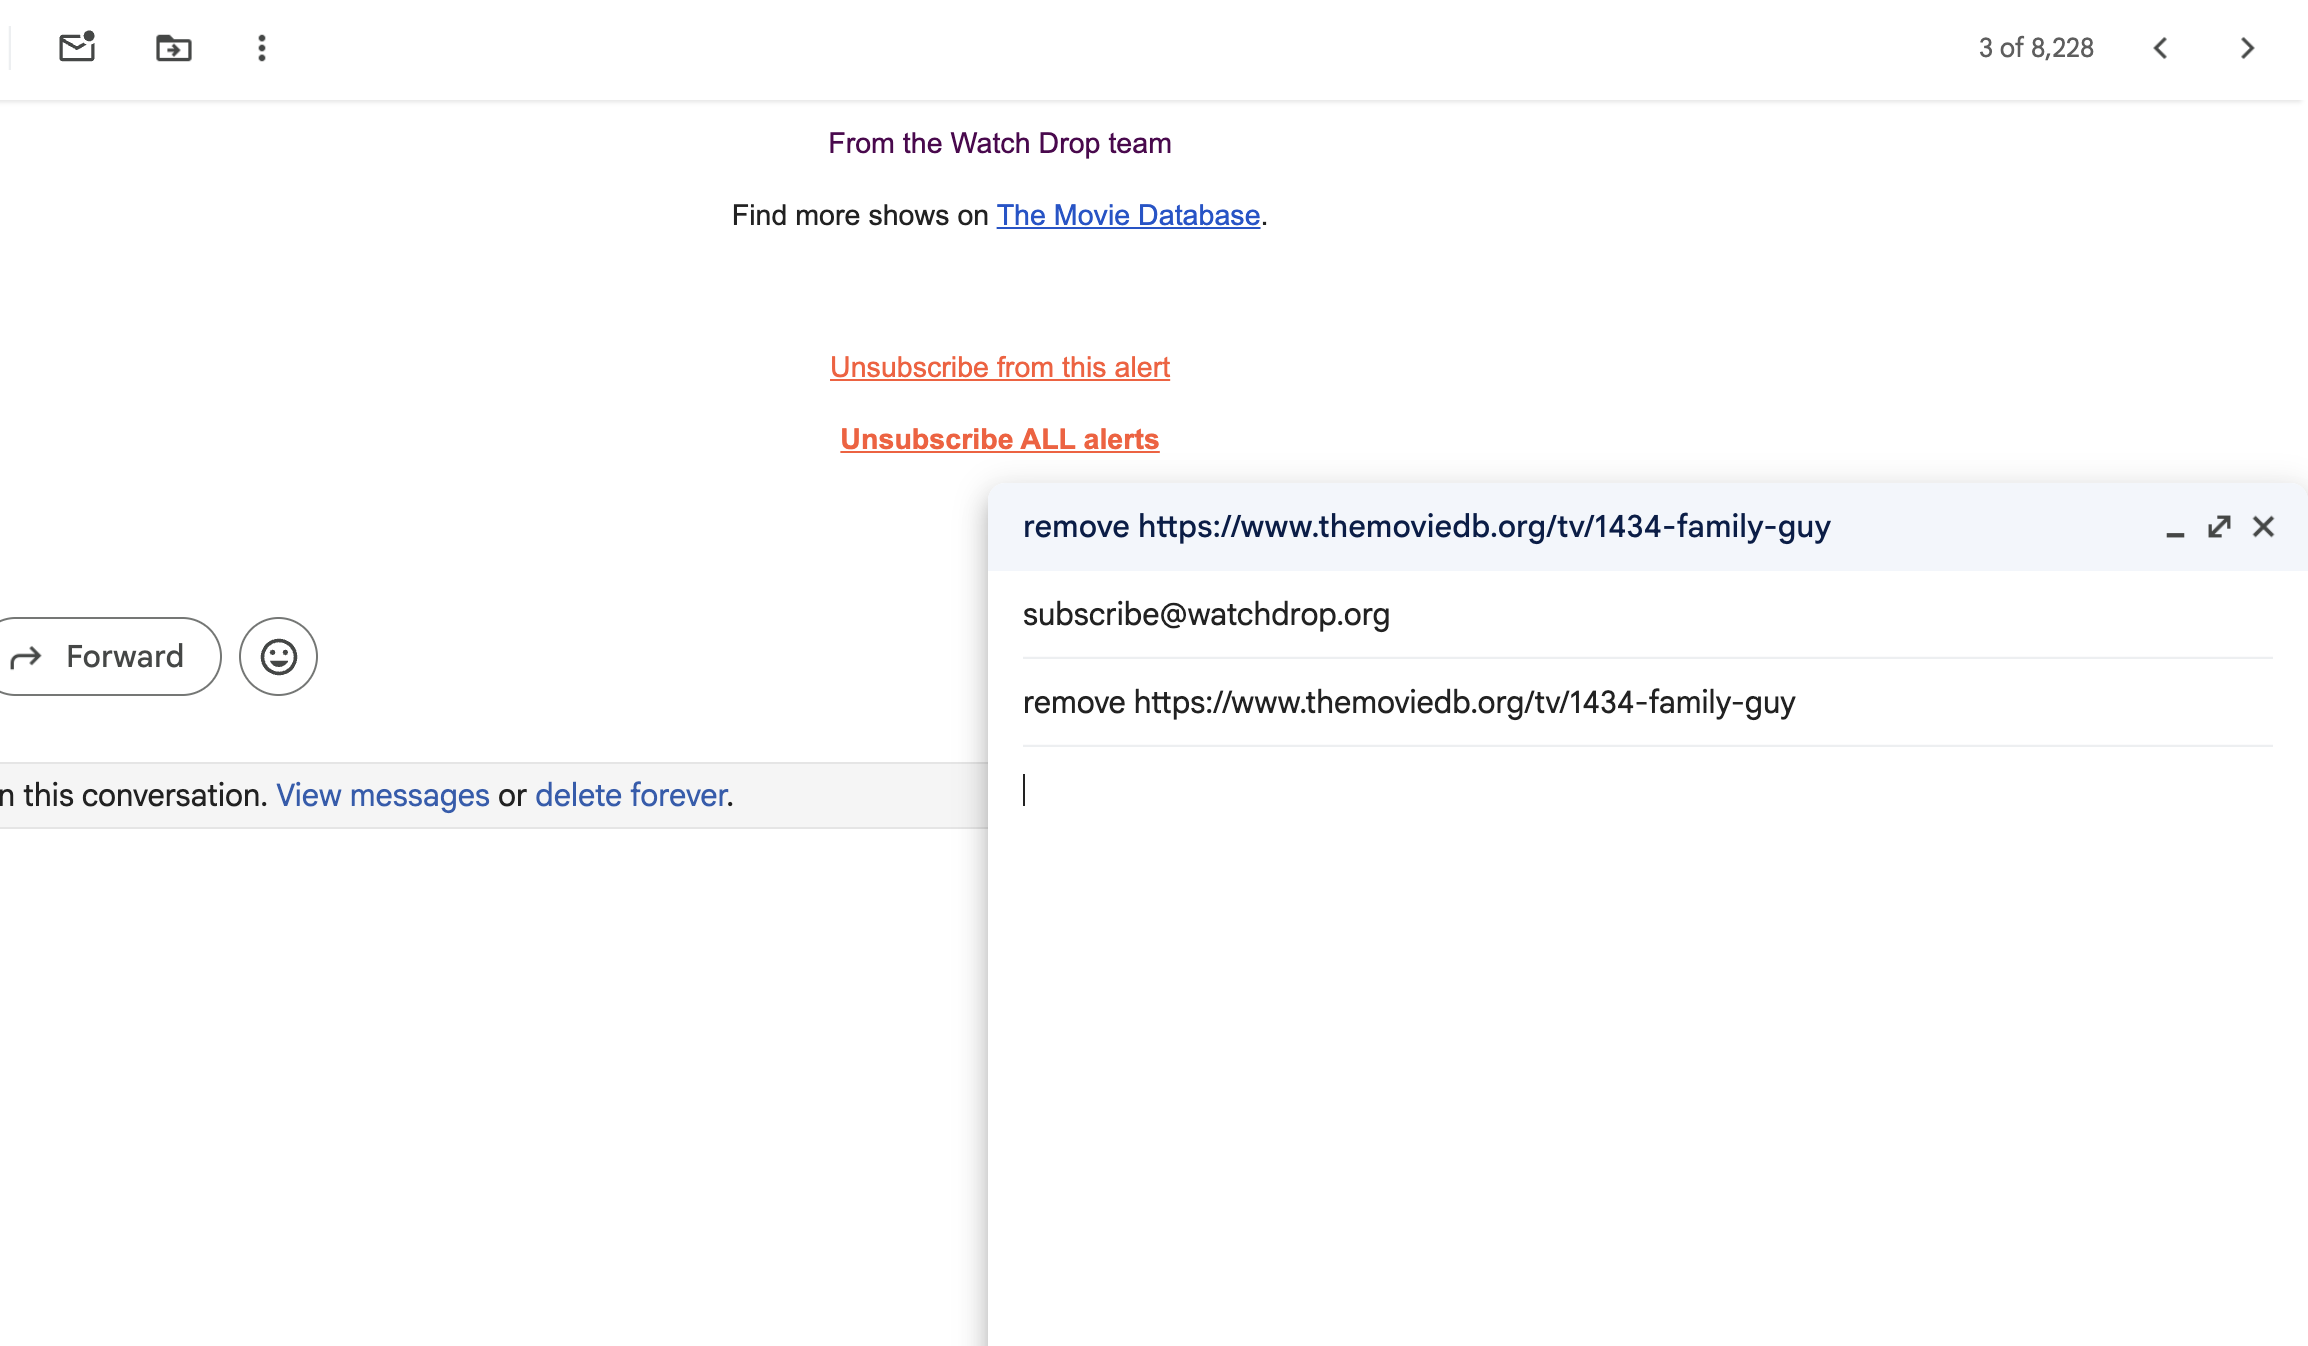 3 of 8,228
From the Watch Drop team
Find more shows on The Movie Database.
Unsubscribe from this alert
Unsubscribe ALL alerts
remove https://www.themoviedb.org/tv/1434-family-guy
subscribe@watchdrop.org
remove https://www.themoviedb.org/tv/1434-family-guy
Forward
n this conversation. View messages or delete forever.